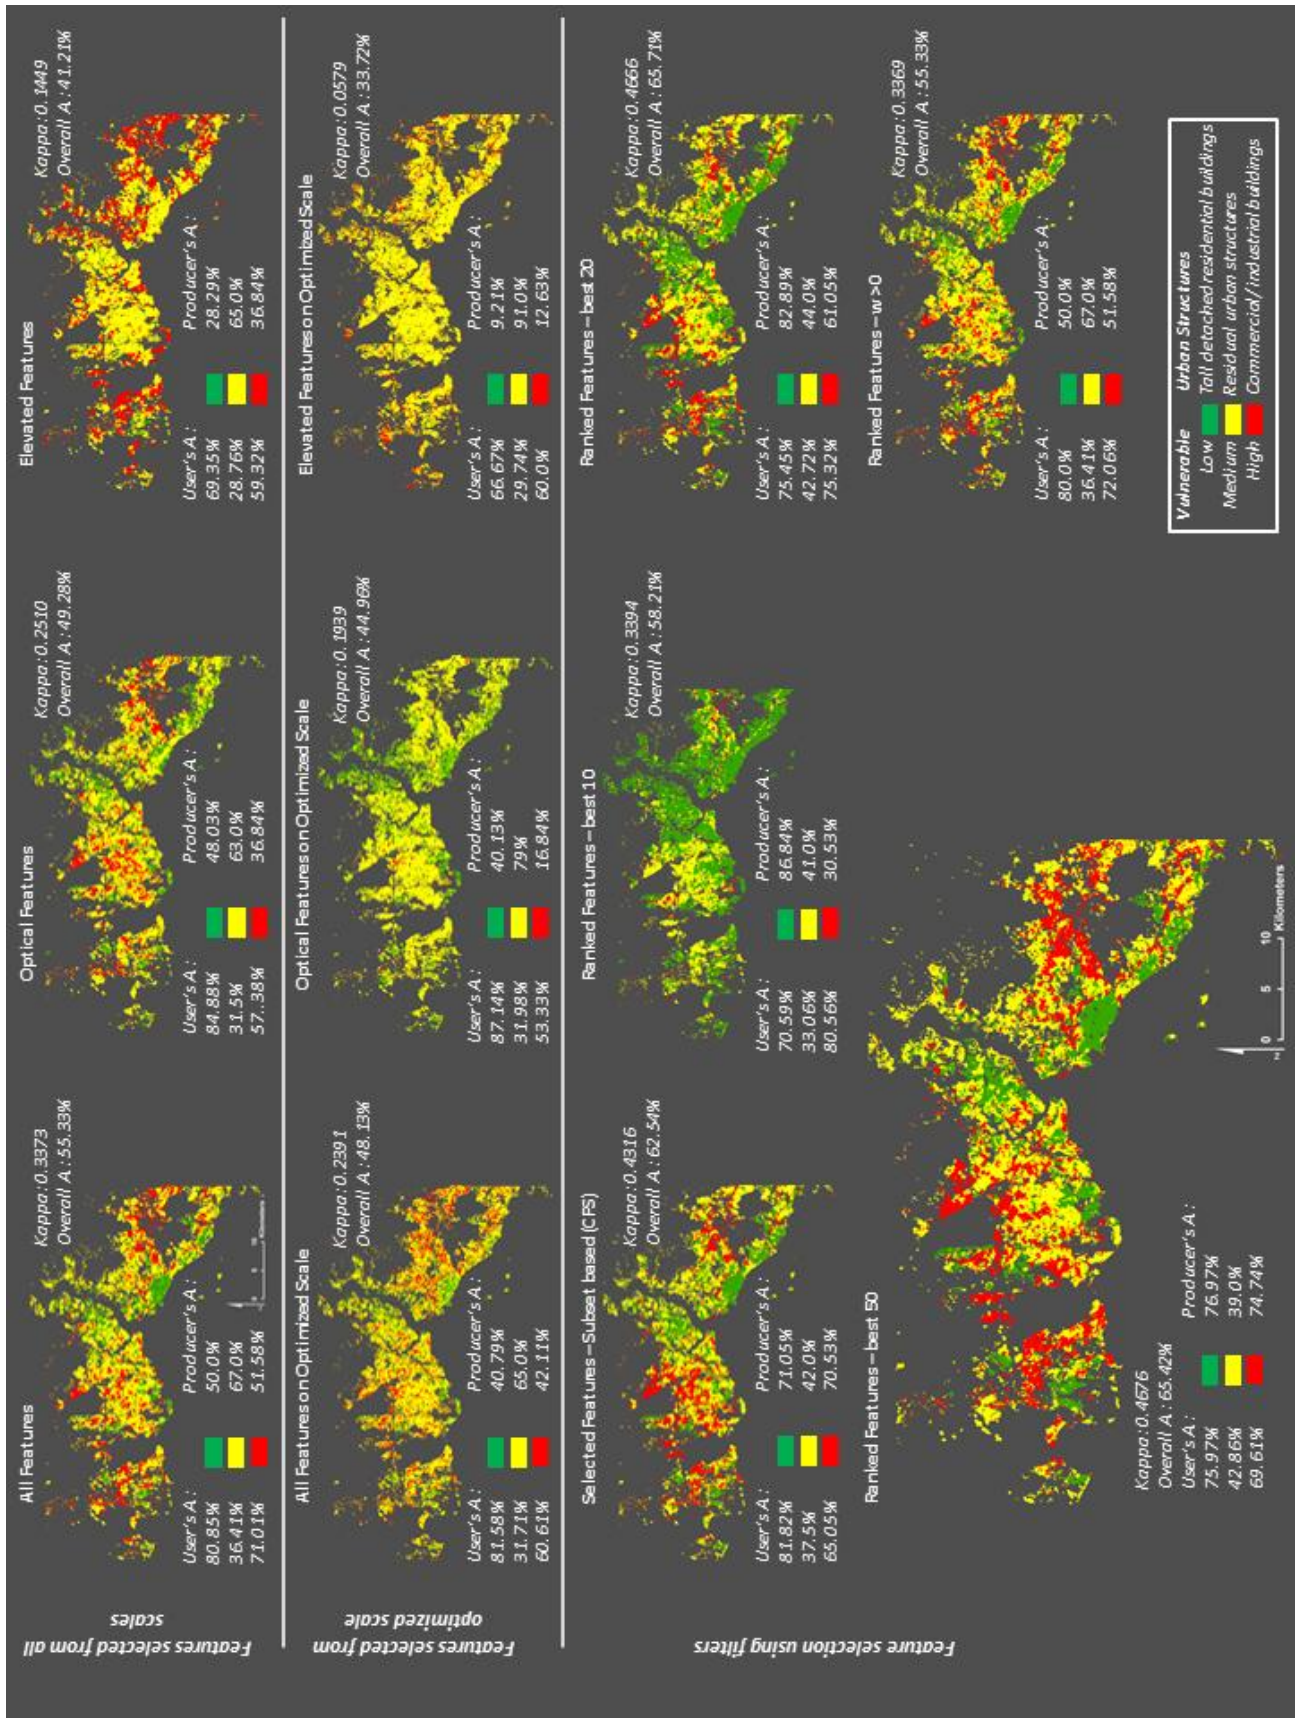 Features selected from all
scales
All Features
Kappa: 0.3373
Overall A.: 55.33%
User's A.: Producer's A.:
80.85% 50.0%
36.41% 67.0%
71.01% 51.58%
Optical Features
Kappa: 0.2510
Overall A.: 49.28%
User's A.: Producer's A.:
84.88% 48.03%
31.5% 63.0%
57.38% 36.84%
Elevated Features
Kappa: 0.1449
Overall A.: 41.21%
User's A.: Producer's A.:
69.35% 28.29%
28.76% 65.0%
59.32% 36.84%
Features selected from
optimized scale
All Features on Optimized Scale
Kappa: 0.2391
Overall A.: 48.13%
User's A.: Producer's A.:
81.58% 40.79%
31.71% 65.0%
60.61% 42.11%
Optical Features on Optimized Scale
Kappa: 0.1939
Overall A.: 44.96%
User's A.: Producer's A.:
87.14% 40.13%
31.98% 79%
53.33% 16.84%
Elevated Features on Optimized Scale
Kappa: 0.0579
Overall A.: 33.72%
User's A.: Producer's A.:
66.67% 9.21%
29.74% 91.0%
60.0% 12.63%
Feature selection using filters
Selected Features – Subset based (CFS)
Kappa: 0.4316
Overall A.: 62.54%
User's A.: Producer's A.:
81.82% 71.05%
37.5% 42.0%
65.05% 70.53%
Ranked Features – best 10
Kappa: 0.3394
Overall A.: 58.21%
User's A.: Producer's A.:
70.59% 86.84%
33.06% 41.0%
80.56% 30.53%
Ranked Features – best 20
Kappa: 0.4666
Overall A.: 65.71%
User's A.: Producer's A.:
75.45% 82.89%
42.72% 44.0%
75.32% 61.05%
Ranked Features – best 50
Kappa: 0.4676
Overall A.: 65.42%
User's A.: Producer's A.:
75.97% 76.97%
42.86% 39.0%
69.61% 74.74%
N
0 5 10
Kilometers
Ranked Features – w >0
Kappa: 0.3369
Overall A.: 55.33%
User's A.: Producer's A.:
80.0% 50.0%
36.41% 67.0%
72.06% 51.58%
Vulnerable Urban Structures
Low Tall detached residential buildings
Medium Residual urban structures
High Commercial/industrial buildings